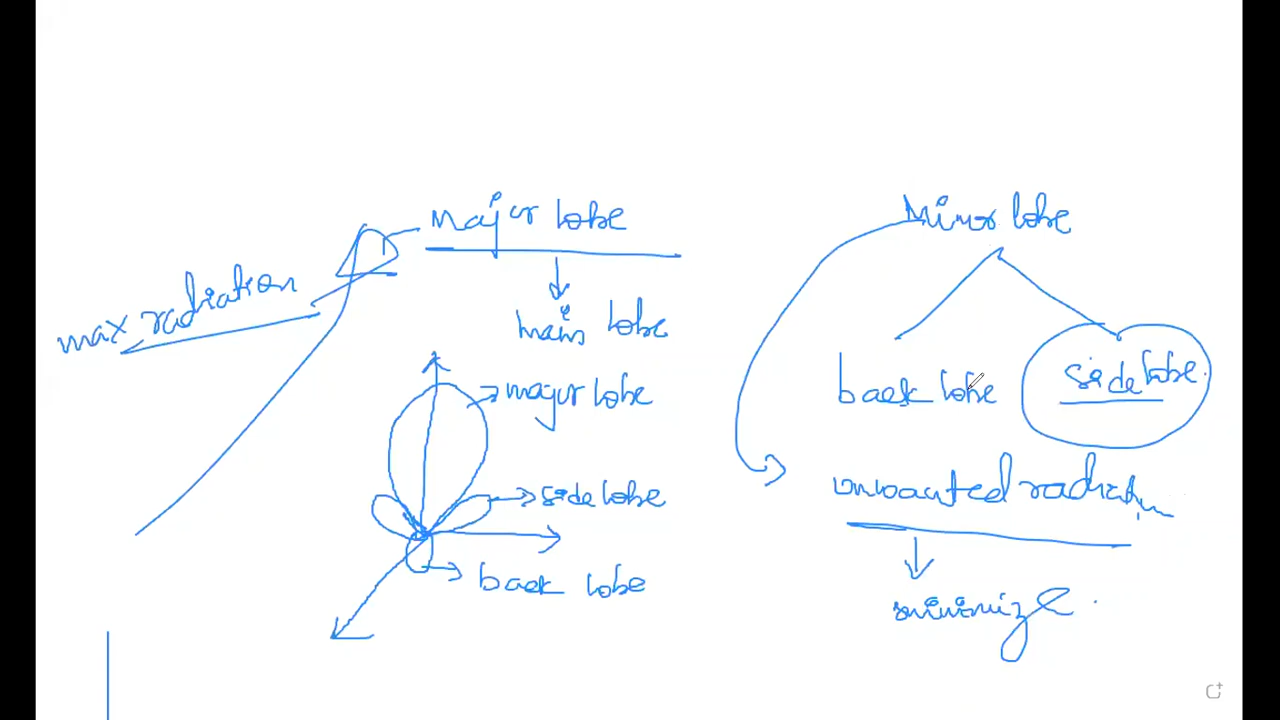 major lobe
max radiation
main lobe
major lobe
side lobe
back lobe
Minor lobe
back lobe
side lobe.
unwanted radiation
minimize.